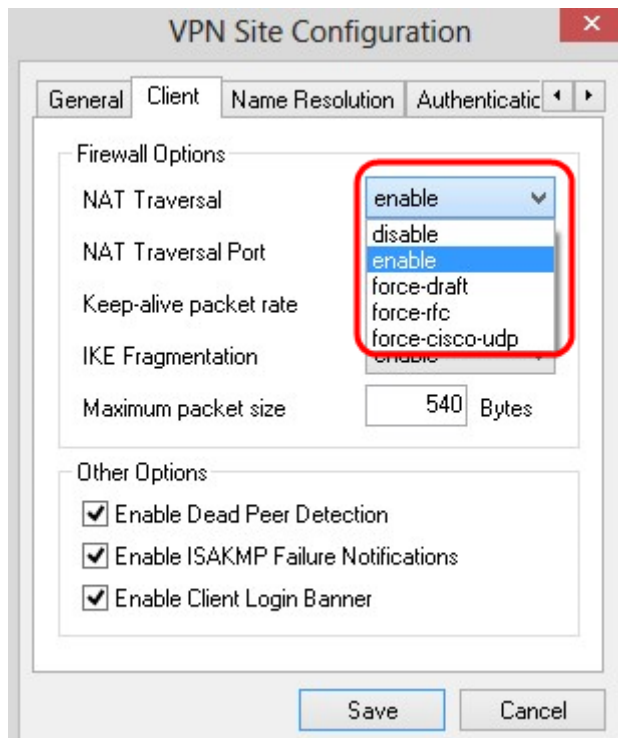 VPN Site Configuration
General Client Name Resolution
Firewall Options
NAT Traversal enable
disable
enable
force-draft
force-rfc
force-cisco-udp
NAT Traversal Port
Keep-alive packet rate
IKE Fragmentation enable
Maximum packet size 540 Bytes
Other Options
Enable Dead Peer Detection
Enable ISAKMP Failure Notifications
Enable Client Login Banner
Save Cancel